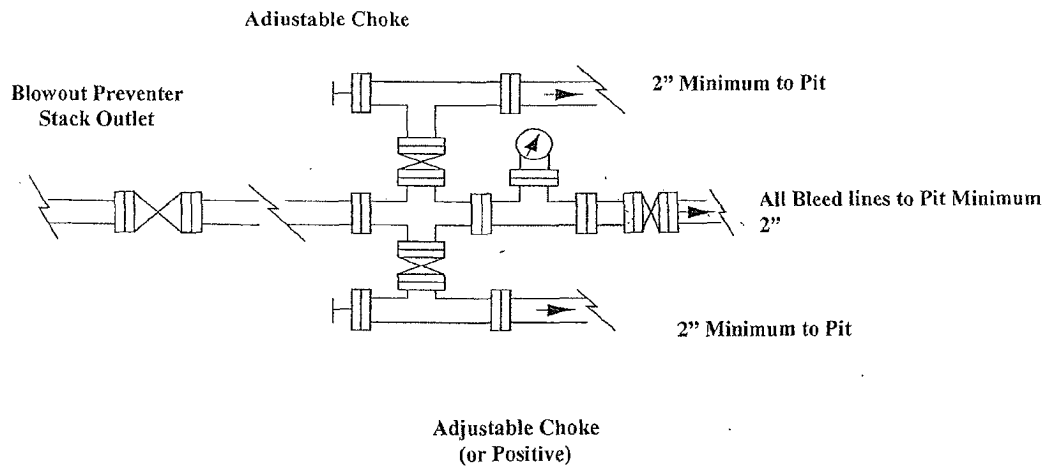 Adjustable Choke
2” Minimum to Pit
Blowout Preventer
Stack Outlet
All Bleed lines to Pit Minimum
2”
2” Minimum to Pit
Adjustable Choke
(or Positive)